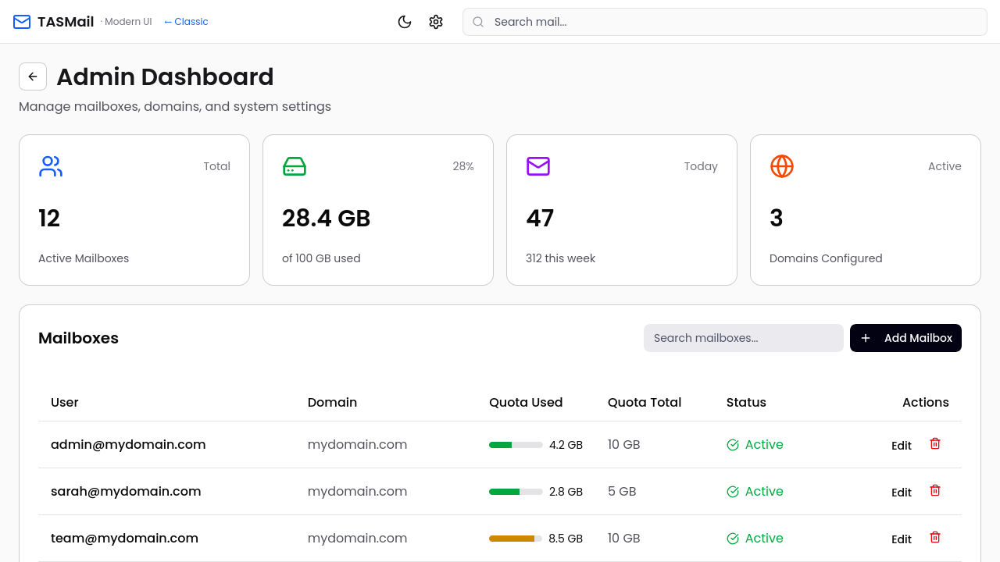 TASMail · Modern UI ← Classic
Search mail...
Admin Dashboard
Manage mailboxes, domains, and system settings
Total
12
Active Mailboxes
28%
28.4 GB
of 100 GB used
Today
47
312 this week
Active
3
Domains Configured
Mailboxes
Search mailboxes...
Add Mailbox
User Domain Quota Used Quota Total Status Actions
admin@mydomain.com mydomain.com 4.2 GB 10 GB Active Edit
sarah@mydomain.com mydomain.com 2.8 GB 5 GB Active Edit
team@mydomain.com mydomain.com 8.5 GB 10 GB Active Edit